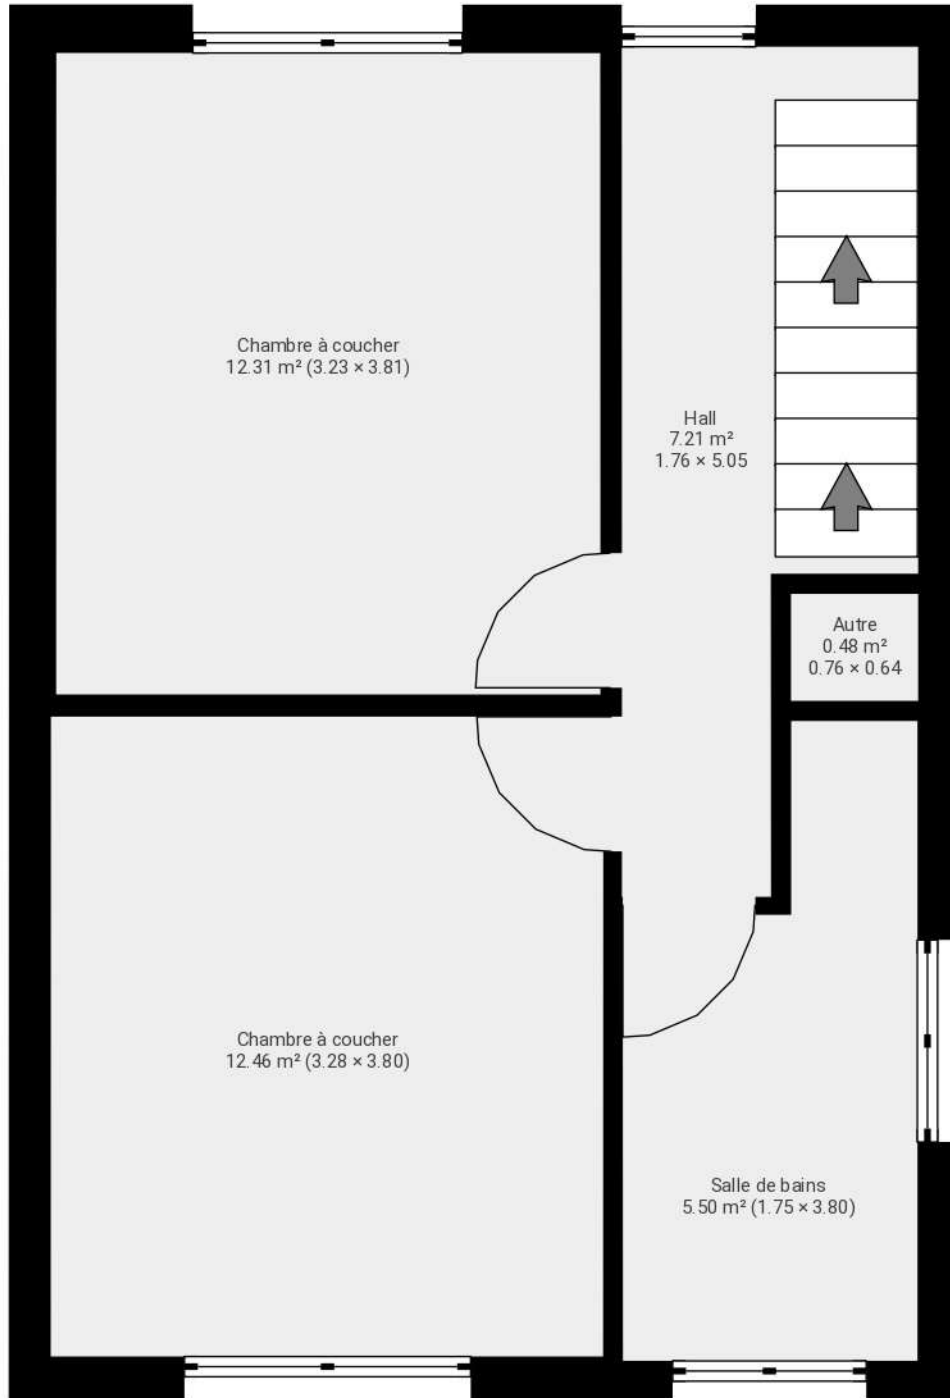 Chambre à coucher
12.31 m² (3.23 × 3.81)
Hall
7.21 m²
1.76 × 5.05
Autre
0.48 m²
0.76 × 0.64
Chambre à coucher
12.46 m² (3.28 × 3.80)
Salle de bains
5.50 m² (1.75 × 3.80)